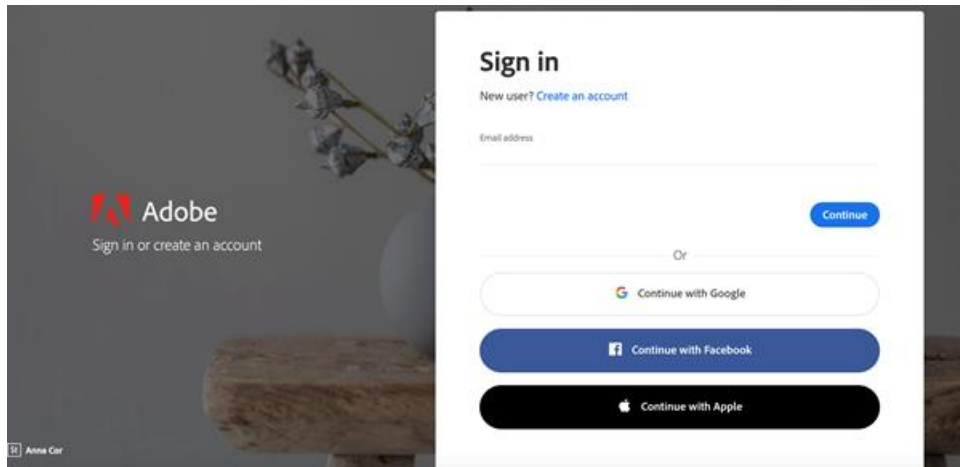 Adobe
Sign in or create an account
St Anna Cor
Sign in
New user? Create an account
Email address
Continue
Or
Continue with Google
Continue with Facebook
Continue with Apple